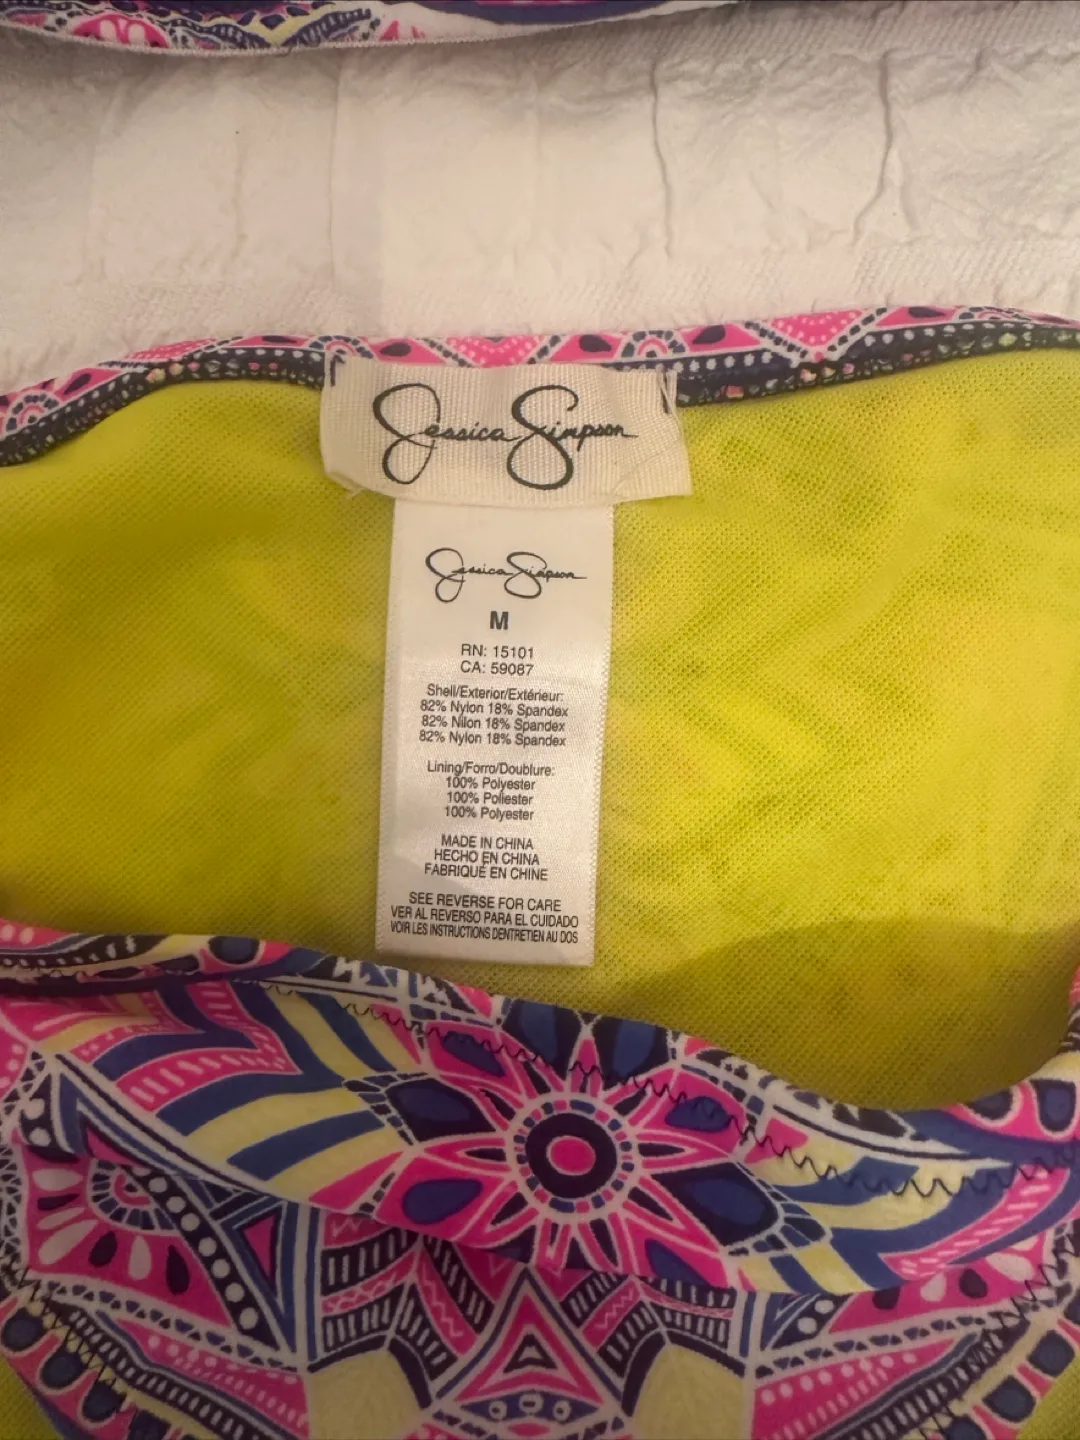 Jessica Simpson
Jessica Simpson
M
RN: 15101
CA: 59087
Shell/Exterior/Extérieur:
82% Nylon 18% Spandex
82% Nilon 18% Spandex
82% Nylon 18% Spandex
Lining/Forro/Doublure:
100% Polyester
100% Poliester
100% Polyester
MADE IN CHINA
HECHO EN CHINA
FABRIQUÉ EN CHINE
SEE REVERSE FOR CARE
VER AL REVERSO PARA EL CUIDADO
VOIR LES INSTRUCTIONS DENTRETIEN AU DOS